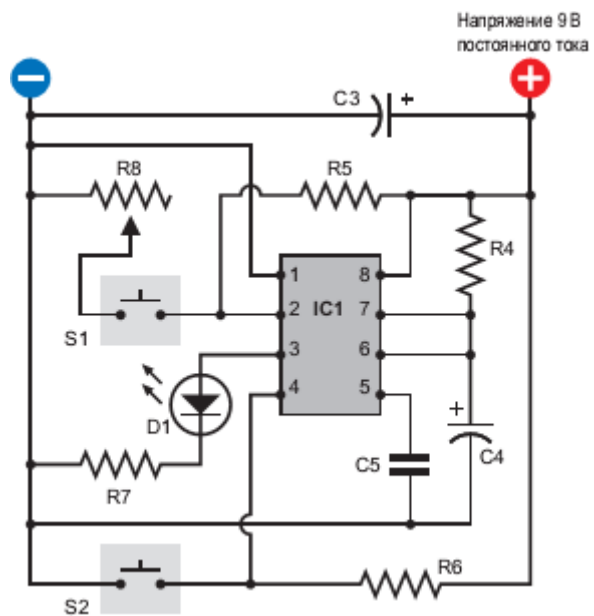 Напряжение 9 В
постоянного тока
C3
+
R8
R5
R4
1
8
2
IC1
7
S1
3
6
4
5
+
D1
C5
C4
R7
R6
S2